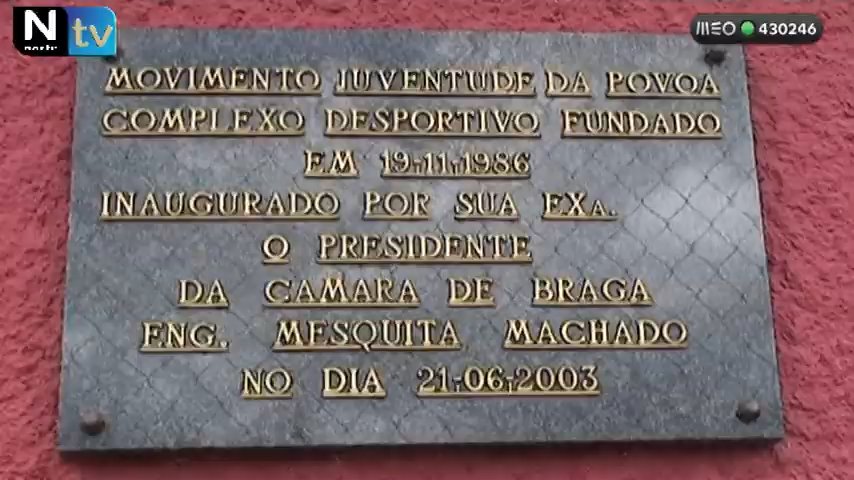 N
nortv
tv
MEO 430246
MOVIMENTO JUVENTUDE DA POVOA
COMPLEXO DESPORTIVO FUNDADO
EM 19-11-1986
INAUGURADO POR SUA EXA.
O PRESIDENTE
DA CAMARA DE BRAGA
ENG. MESQUITA MACHADO
NO DIA 21-06-2003